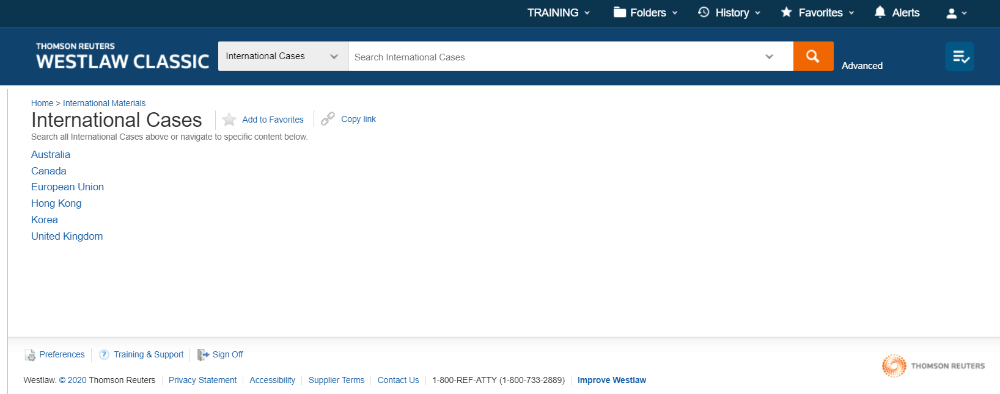 TRAINING Folders History Favorites Alerts
THOMSON REUTERS
WESTLAW CLASSIC
International Cases
Search International Cases
Advanced
Home > International Materials
International Cases
Add to Favorites
Copy link
Search all International Cases above or navigate to specific content below.
Australia
Canada
European Union
Hong Kong
Korea
United Kingdom
Preferences
? Training & Support
Sign Off
THOMSON REUTERS
Westlaw. © 2020 Thomson Reuters Privacy Statement Accessibility Supplier Terms Contact Us 1-800-REF-ATTY (1-800-733-2889) Improve Westlaw